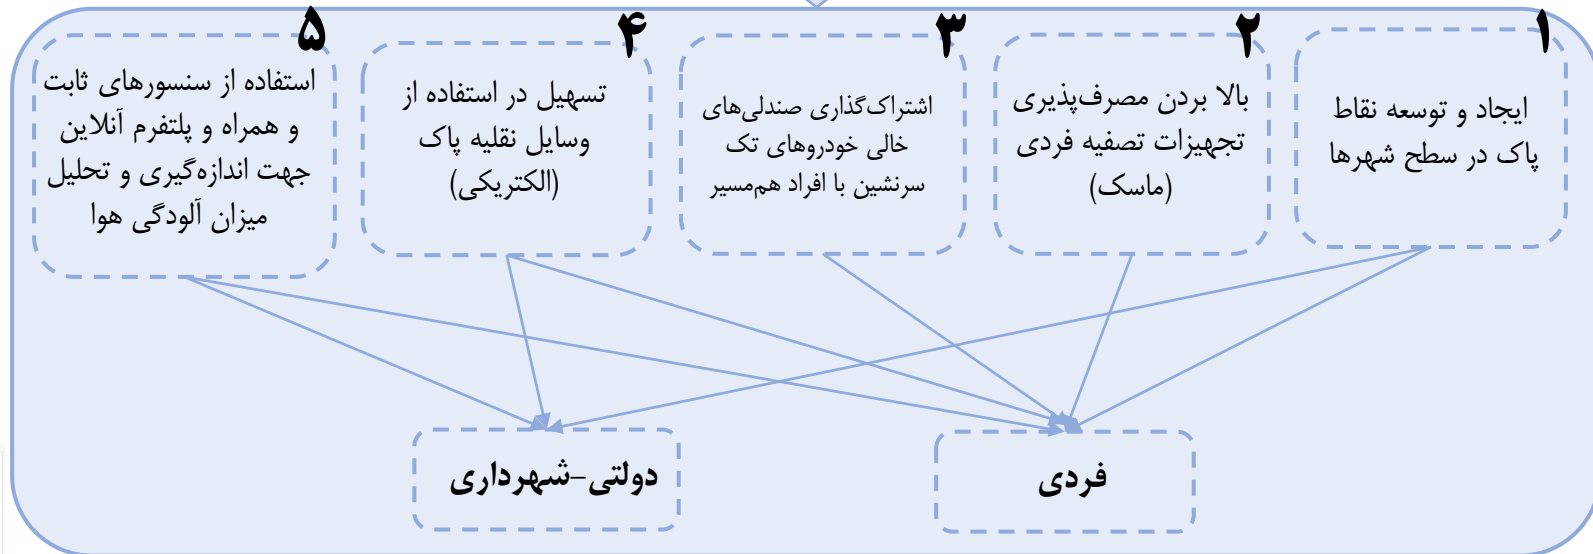 ۱
ایجاد و توسعه نقاط
پاک در سطح شهرها
۲
بالا بردن مصرف‌پذیری
تجهیزات تصفیه فردی
(ماسک)
۳
اشتراک‌گذاری صندلی‌های
خالی خودروهای تک
سرنشین با افراد هم‌مسیر
۴
تسهیل در استفاده از
وسایل نقلیه پاک
(الکتریکی)
۵
استفاده از سنسورهای ثابت
و همراه و پلتفرم آنلاین
جهت اندازه‌گیری و تحلیل
میزان آلودگی هوا
فردی
دولتی-شهرداری